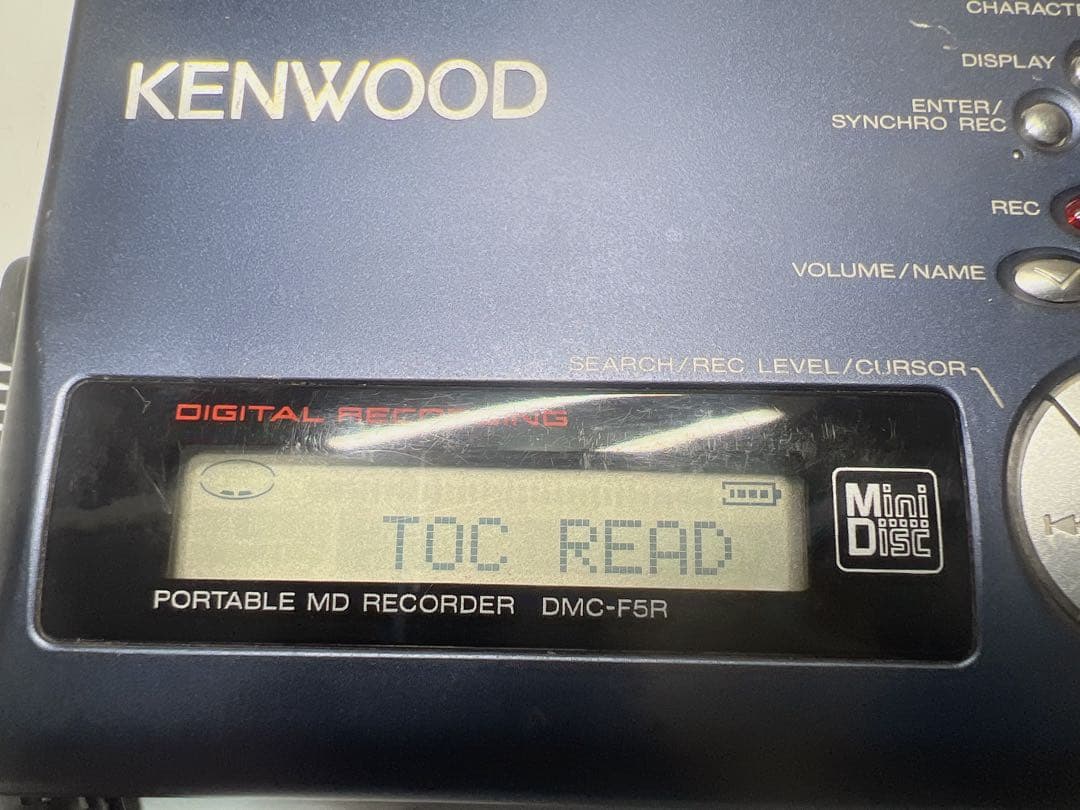 KENWOOD
DISPLAY
ENTER/
SYNCHRO REC
REC
VOLUME/NAME
SEARCH/REC LEVEL/CURSOR
DIGITAL RECORDING
TOC READ
Mini
Disc
PORTABLE MD RECORDER DMC-F5R